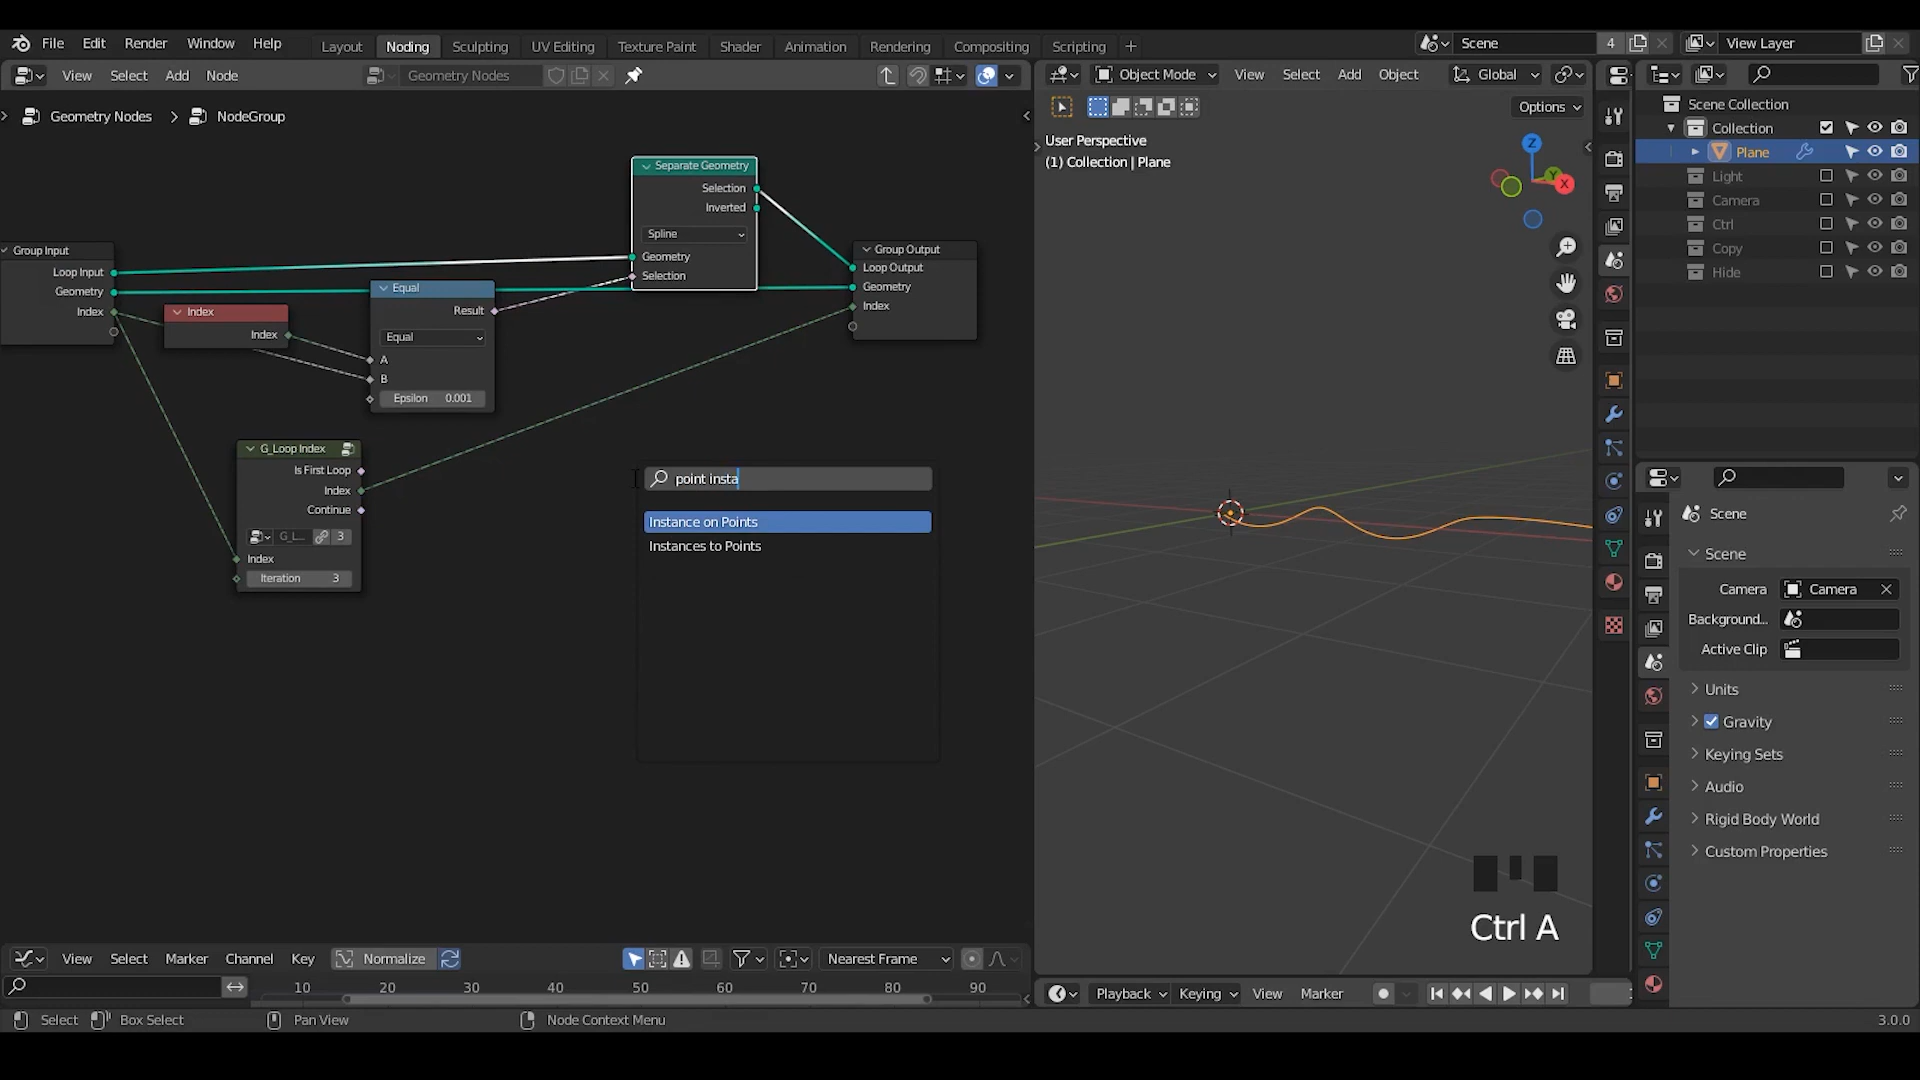 File Edit Render Window Help Layout Noding Sculpting UV Editing Texture Paint Shader Animation Rendering Compositing Scripting + Scene 4 View Layer
View Select Add Node Geometry Nodes
Object Mode View Select Add Object Global
Geometry Nodes > NodeGroup
Options
User Perspective
(1) Collection | Plane
Z
Y
X
Separate Geometry
Selection
Inverted
Spline
Geometry
Selection
Group Input
Loop Input
Geometry
Index
Index
Index
Equal
Result
Equal
A
B
Epsilon 0.001
Group Output
Loop Output
Geometry
Index
G_Loop Index
Is First Loop
Index
Continue
G_L... 3
Index
Iteration 3
point insta
Instance on Points
Instances to Points
Ctrl A
Scene Collection
Collection
Plane
Light
Camera
Ctrl
Copy
Hide
Scene
Scene
Camera Camera
Background...
Active Clip
Units
Gravity
Keying Sets
Audio
Rigid Body World
Custom Properties
View Select Marker Channel Key Normalize Nearest Frame
10 20 30 40 50 60 70 80 90
Playback Keying View Marker
Select Box Select Pan View Node Context Menu 3.0.0